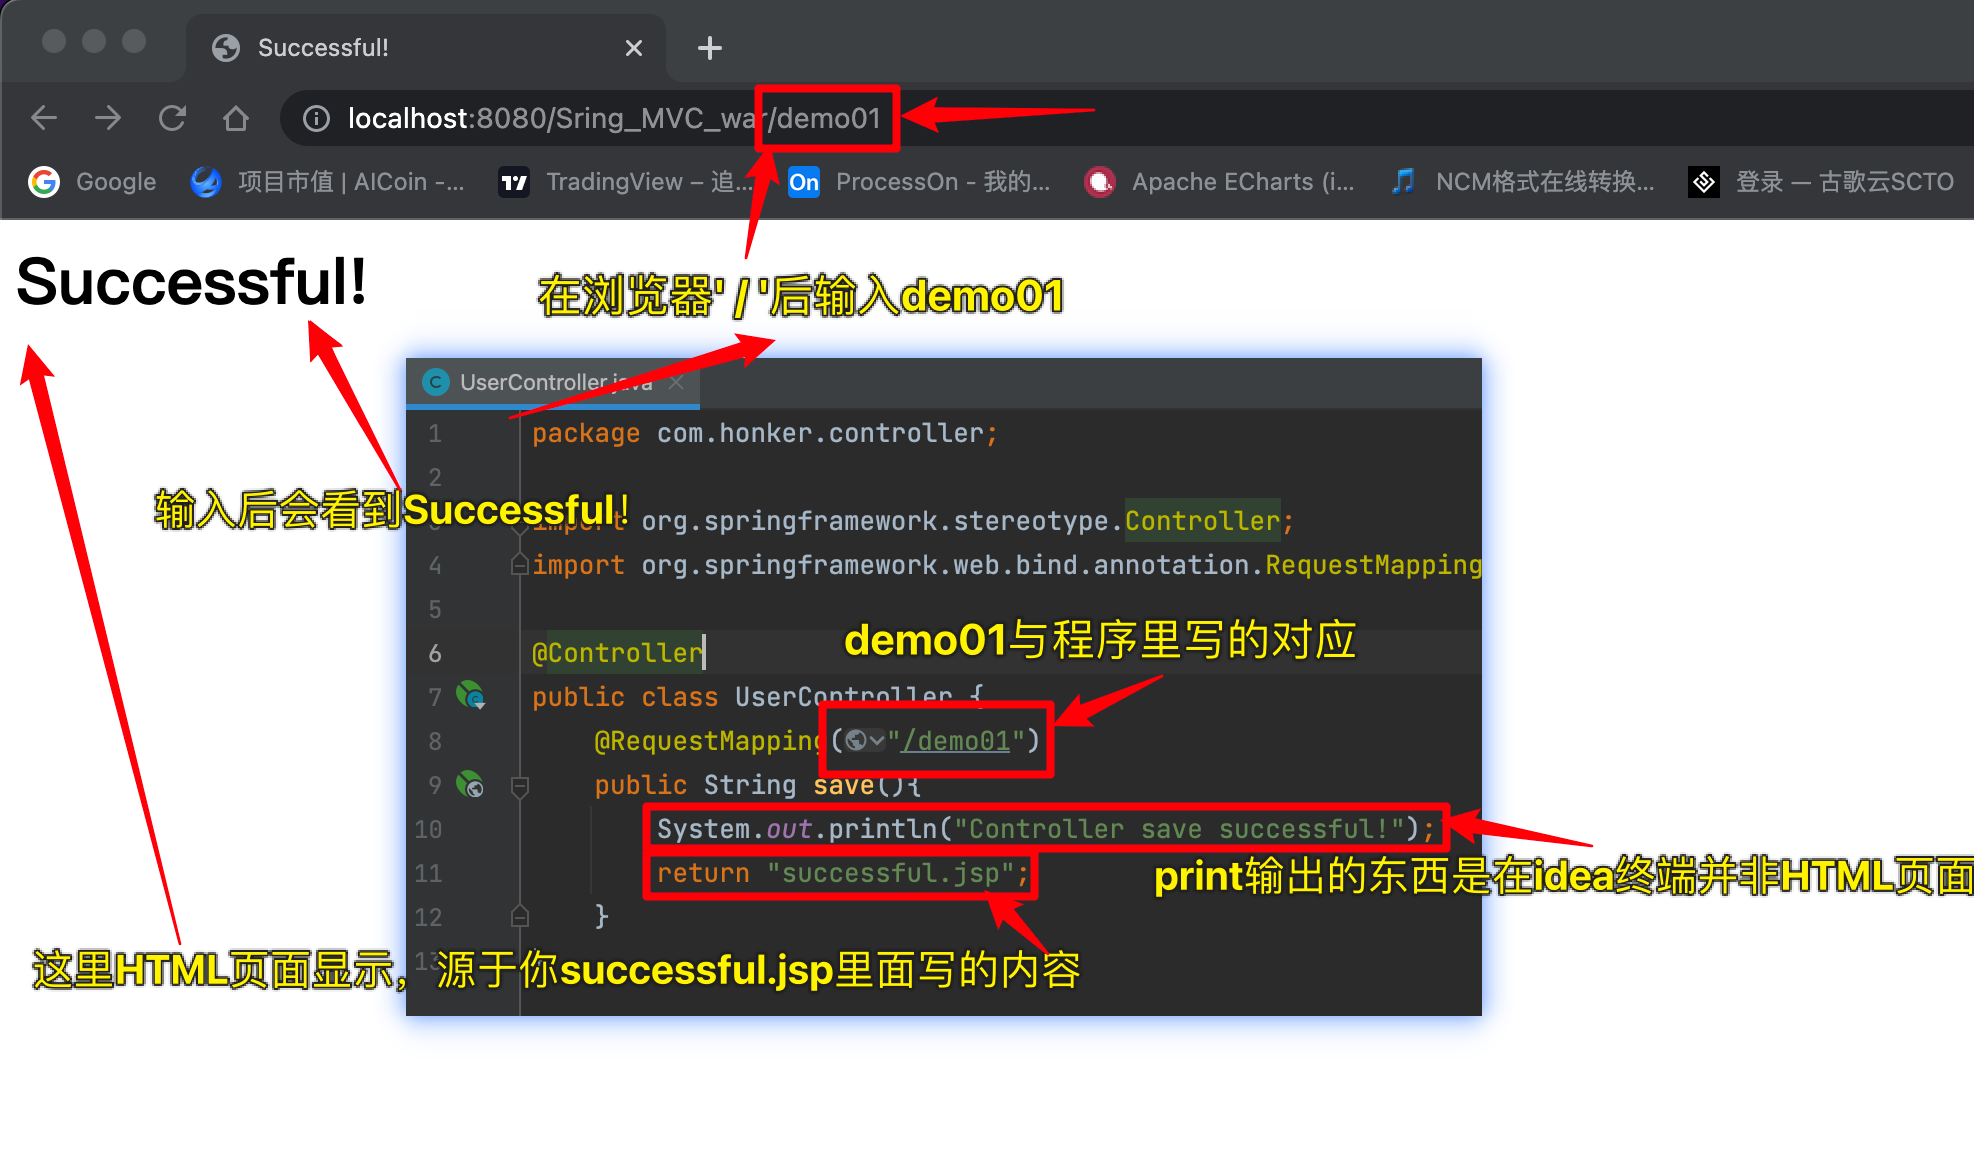 Successful!
localhost:8080/Sring_MVC_war/demo01
Google
项目市值 | AICoin -...
TradingView – 追...
On
ProcessOn - 我的...
Apache ECharts (i...
NCM格式在线转换...
登录 — 古歌云SCTO
Successful!
在浏览器' / '后输入demo01
UserController.java
1 package com.honker.controller;
2
输入后会看到Successful!
3 import org.springframework.stereotype.Controller;
4 import org.springframework.web.bind.annotation.RequestMapping
5
demo01与程序里写的对应
6 @Controller
7 public class UserController {
8 @RequestMapping("/demo01")
9 public String save(){
10 System.out.println("Controller save successful!");
11 return "successful.jsp";
print输出的东西是在idea终端并非HTML页面
12 }
13
这里HTML页面显示，源于你successful.jsp里面写的内容